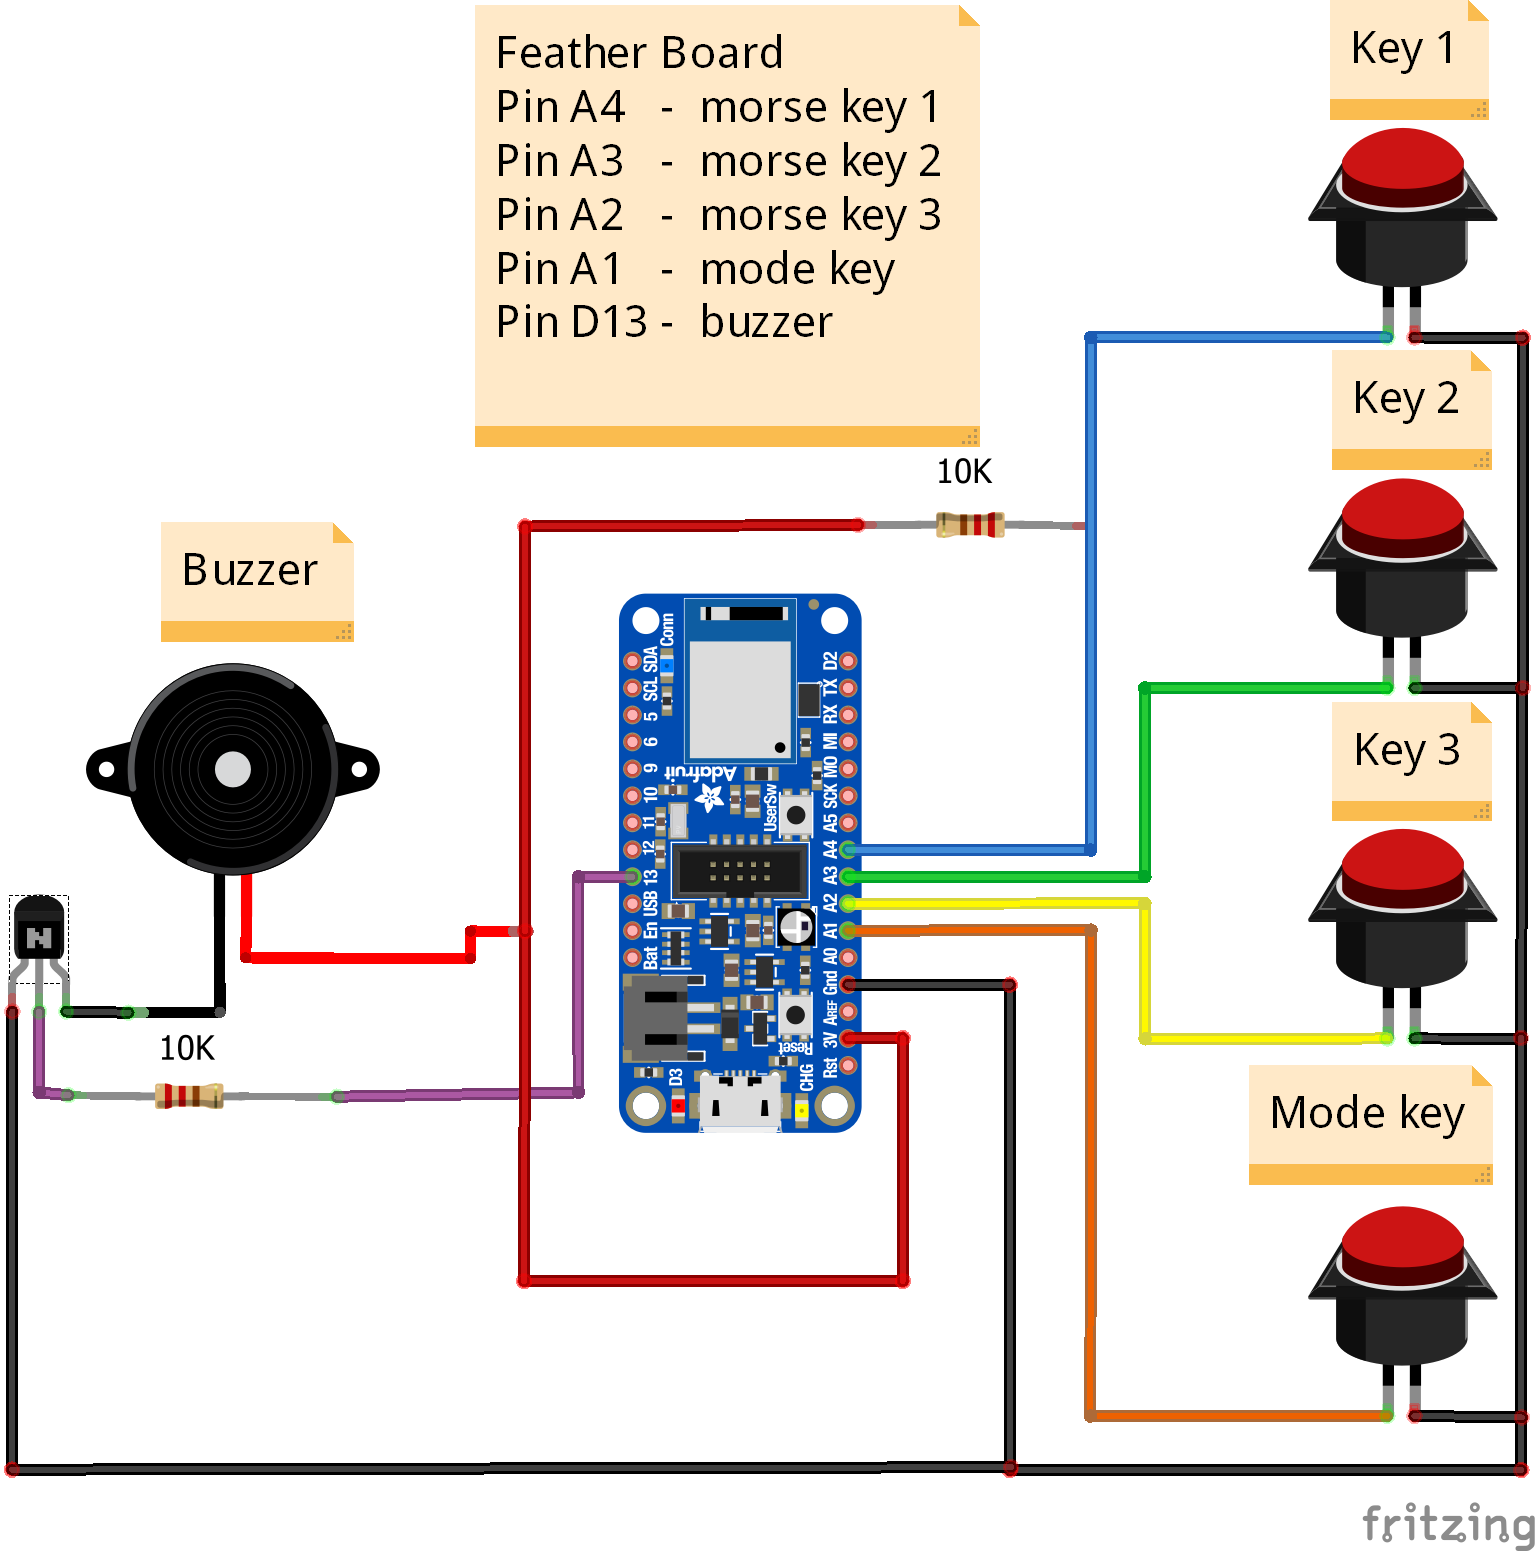 Feather Board
Pin A4 - morse key 1
Pin A3 - morse key 2
Pin A2 - morse key 3
Pin A1 - mode key
Pin D13 - buzzer
Key 1
Key 2
Key 3
Mode key
10K
Buzzer
N
10K
Conn
SDA
SCL
5
6
9
10
11
12
13
USB
En
Bat
D2
TX
RX
MI
MO
SCK
A5
A4
A3
A2
A1
A0
Gnd
AREF
3V
Rst
Adafruit
UserSw
Reset
D3
CHG
fritzing